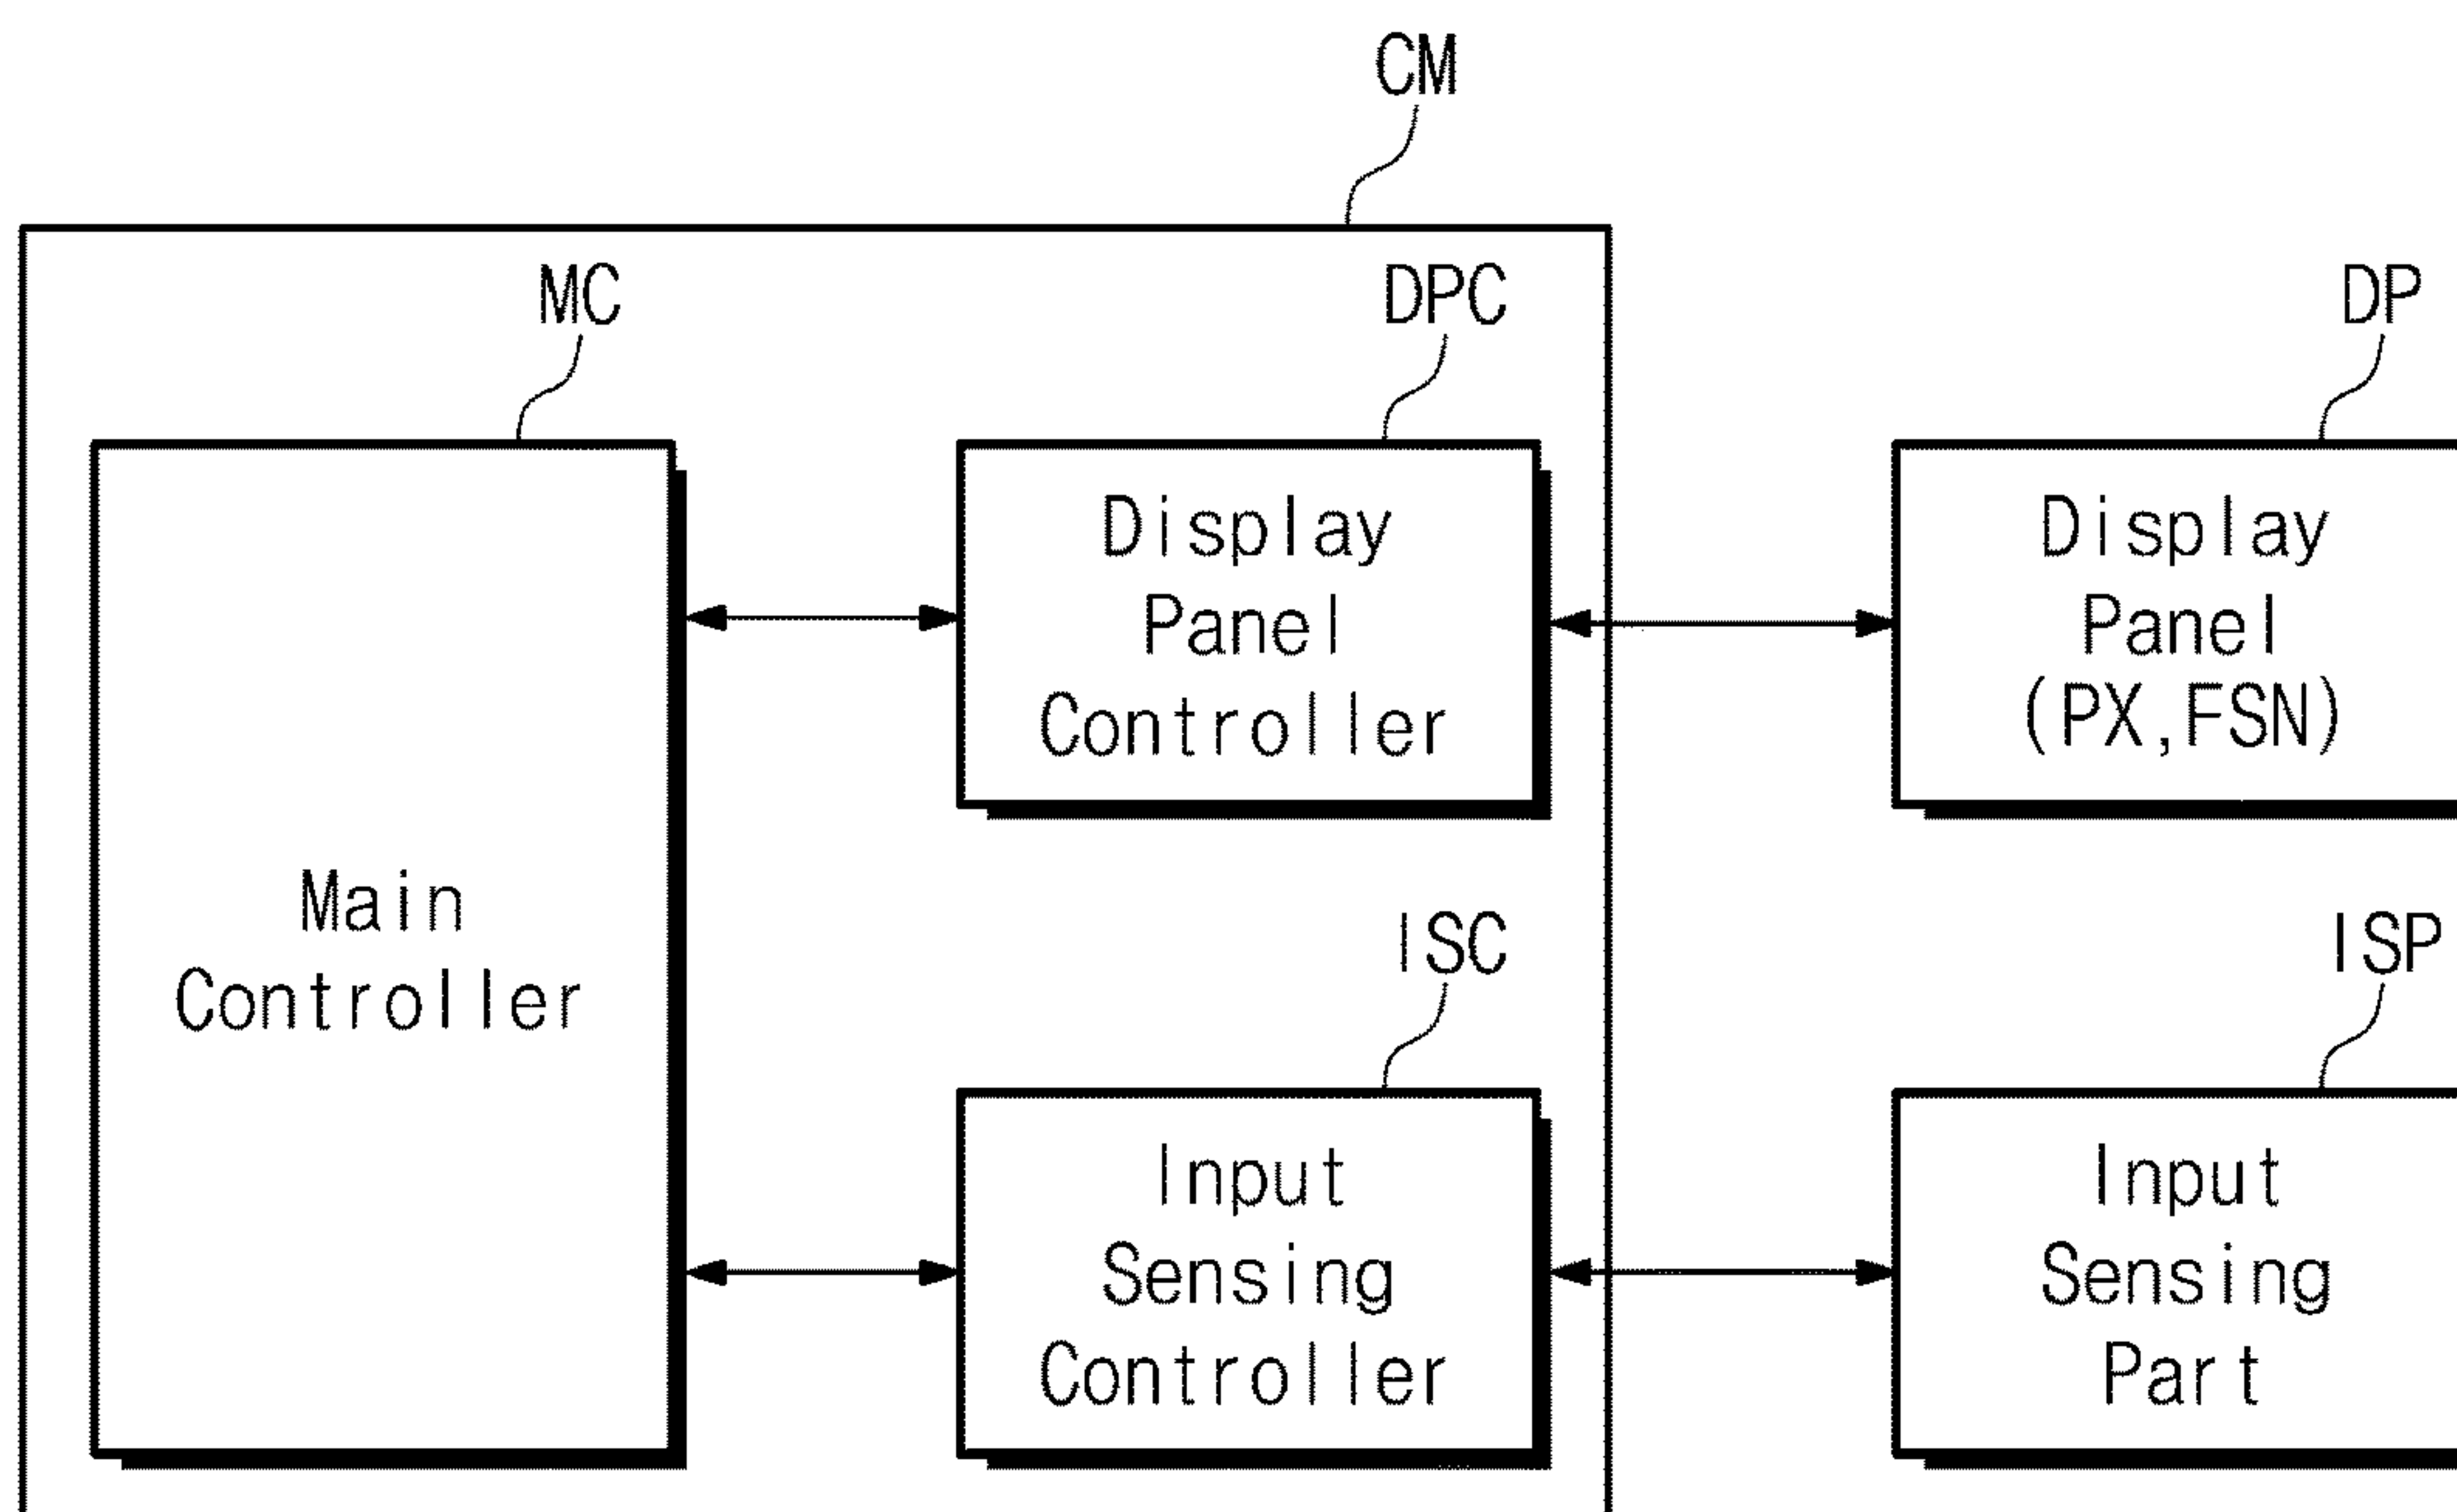 CM
MC
DPC
DP
Display
Panel
Controller
Display
Panel
(PX,FSN)
Main
Controller
ISC
ISP
Input
Sensing
Controller
Input
Sensing
Part